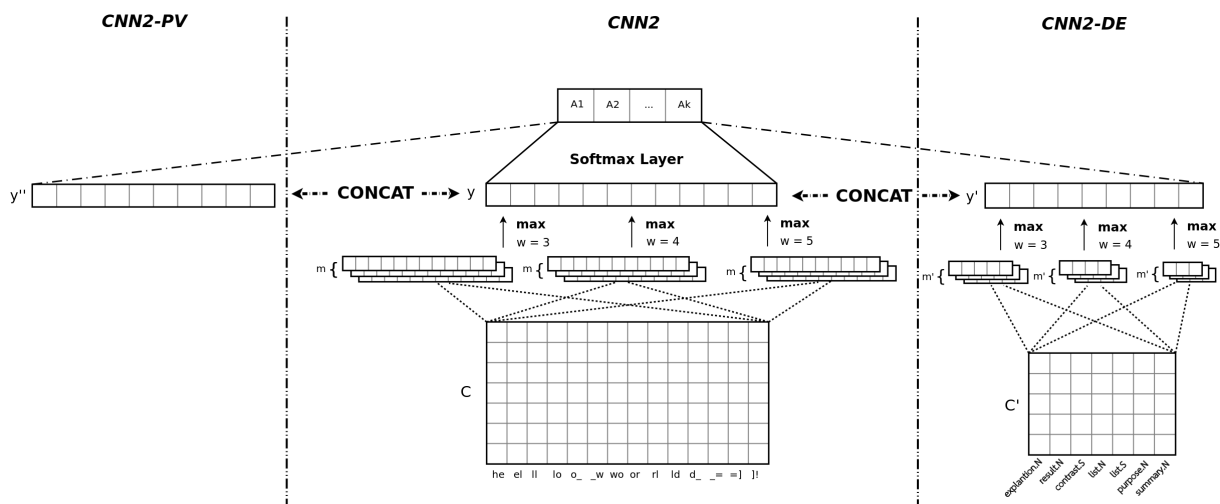 CNN2-PV CNN2 CNN2-DE
A1 A2 ... Ak
Softmax Layer
y'' CONCAT y CONCAT y'
max max max max max max
w = 3 w = 4 w = 5 w = 3 w = 4 w = 5
m { m { m { m' { m' { m' {
C
C'
he el ll lo o_ _w wo or rl ld d_ _= =] ]!
explantion.N
result.N
contrast.S
list.N
list.S
purpose.N
summary.N